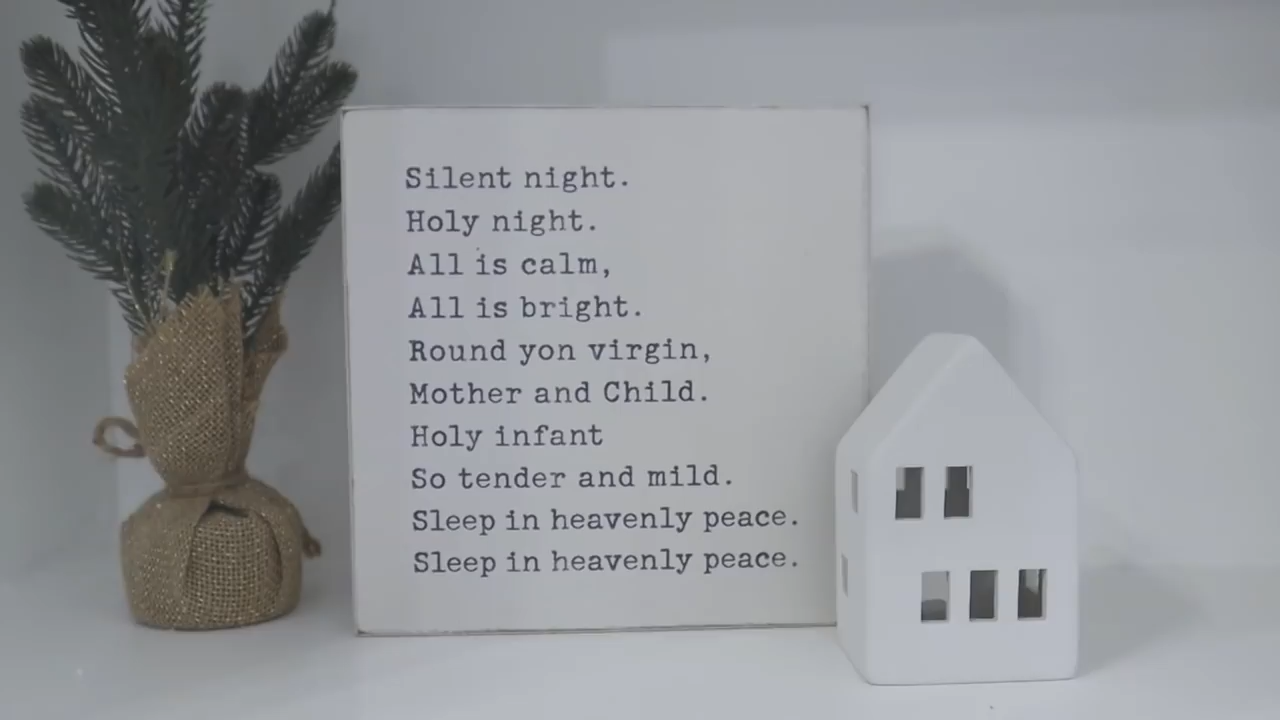 Silent night.
Holy night.
All is calm,
All is bright.
Round yon virgin,
Mother and Child.
Holy infant
So tender and mild.
Sleep in heavenly peace.
Sleep in heavenly peace.